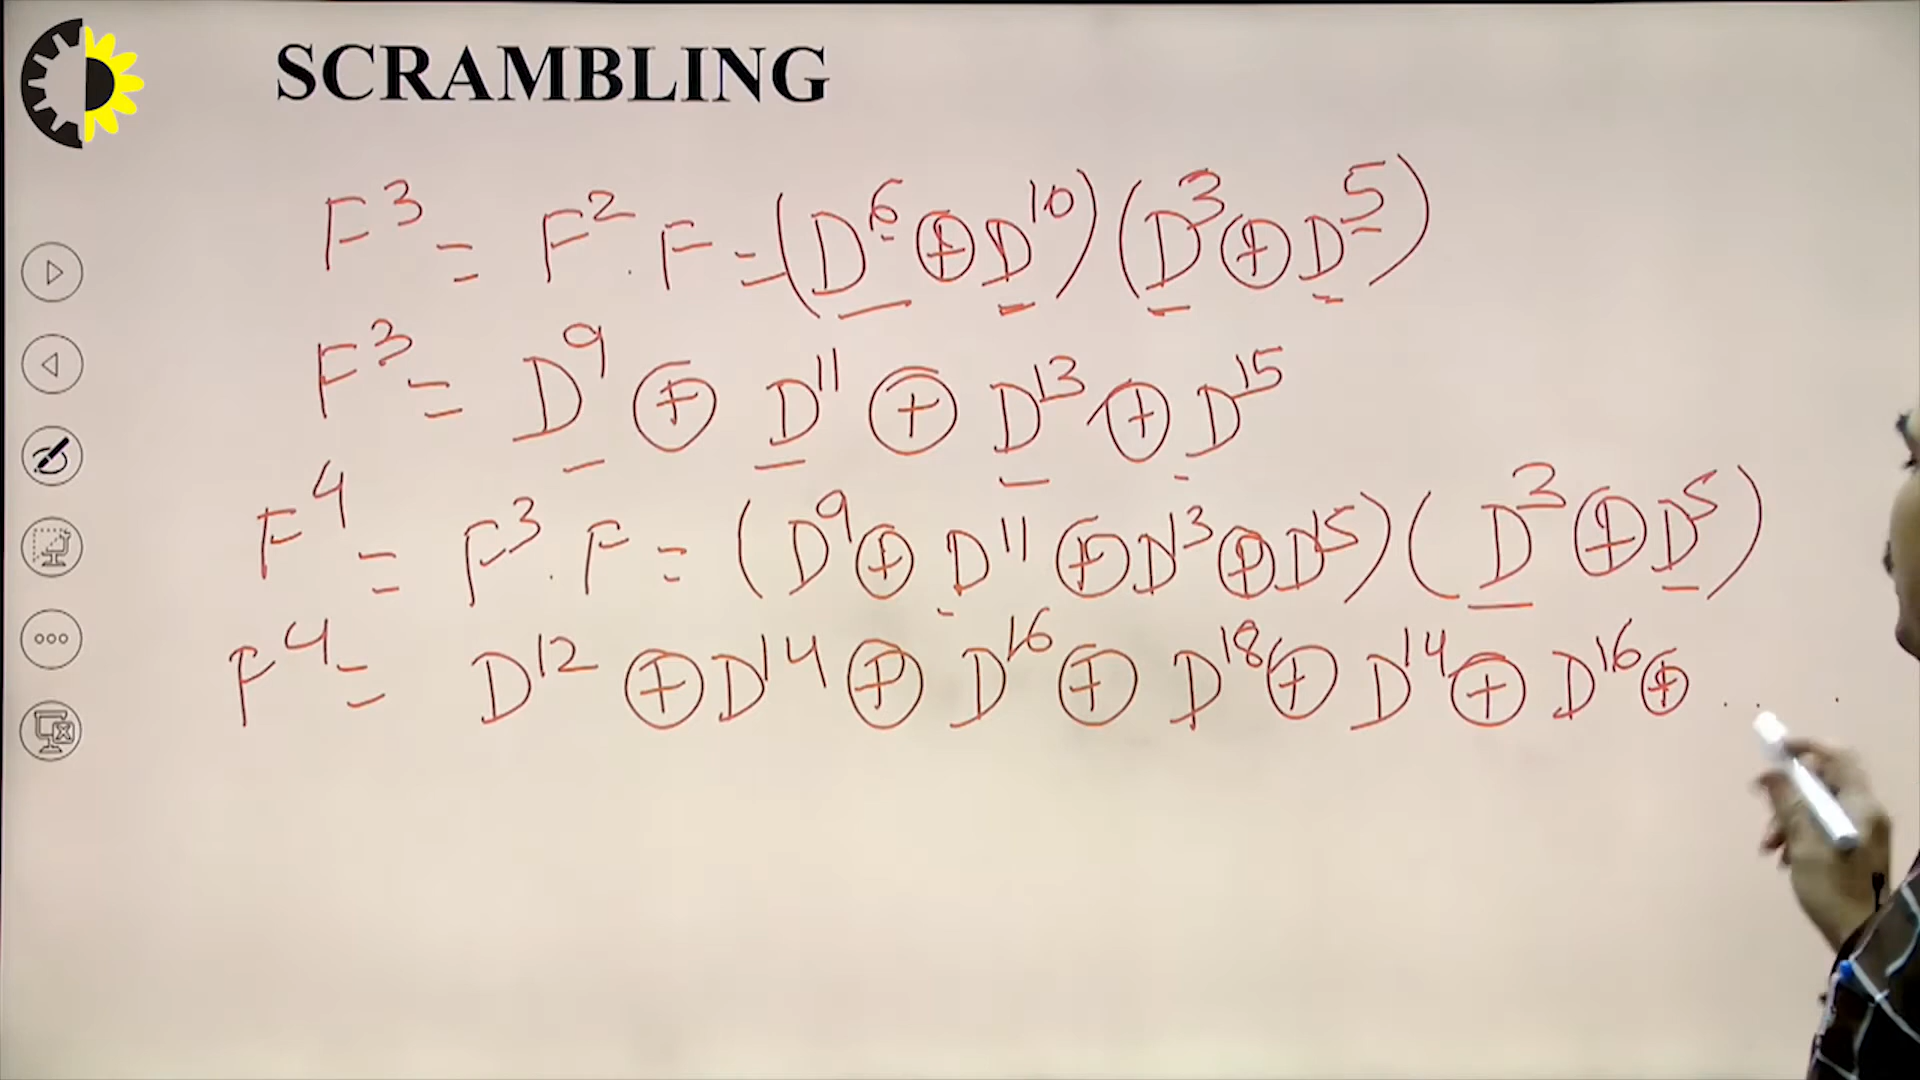 SCRAMBLING
F³ = F² . F = (D⁶ ⊕ D¹⁰) (D³ ⊕ D⁵)
F³ = D⁹ ⊕ D¹¹ ⊕ D¹³ ⊕ D¹⁵
F⁴ = F³ . F = (D⁹ ⊕ D¹¹ ⊕ D¹³ ⊕ D¹⁵) (D³ ⊕ D⁵)
F⁴ = D¹² ⊕ D¹⁴ ⊕ D¹⁶ ⊕ D¹⁸ ⊕ D¹⁴ ⊕ D¹⁶ ⊕ . . .